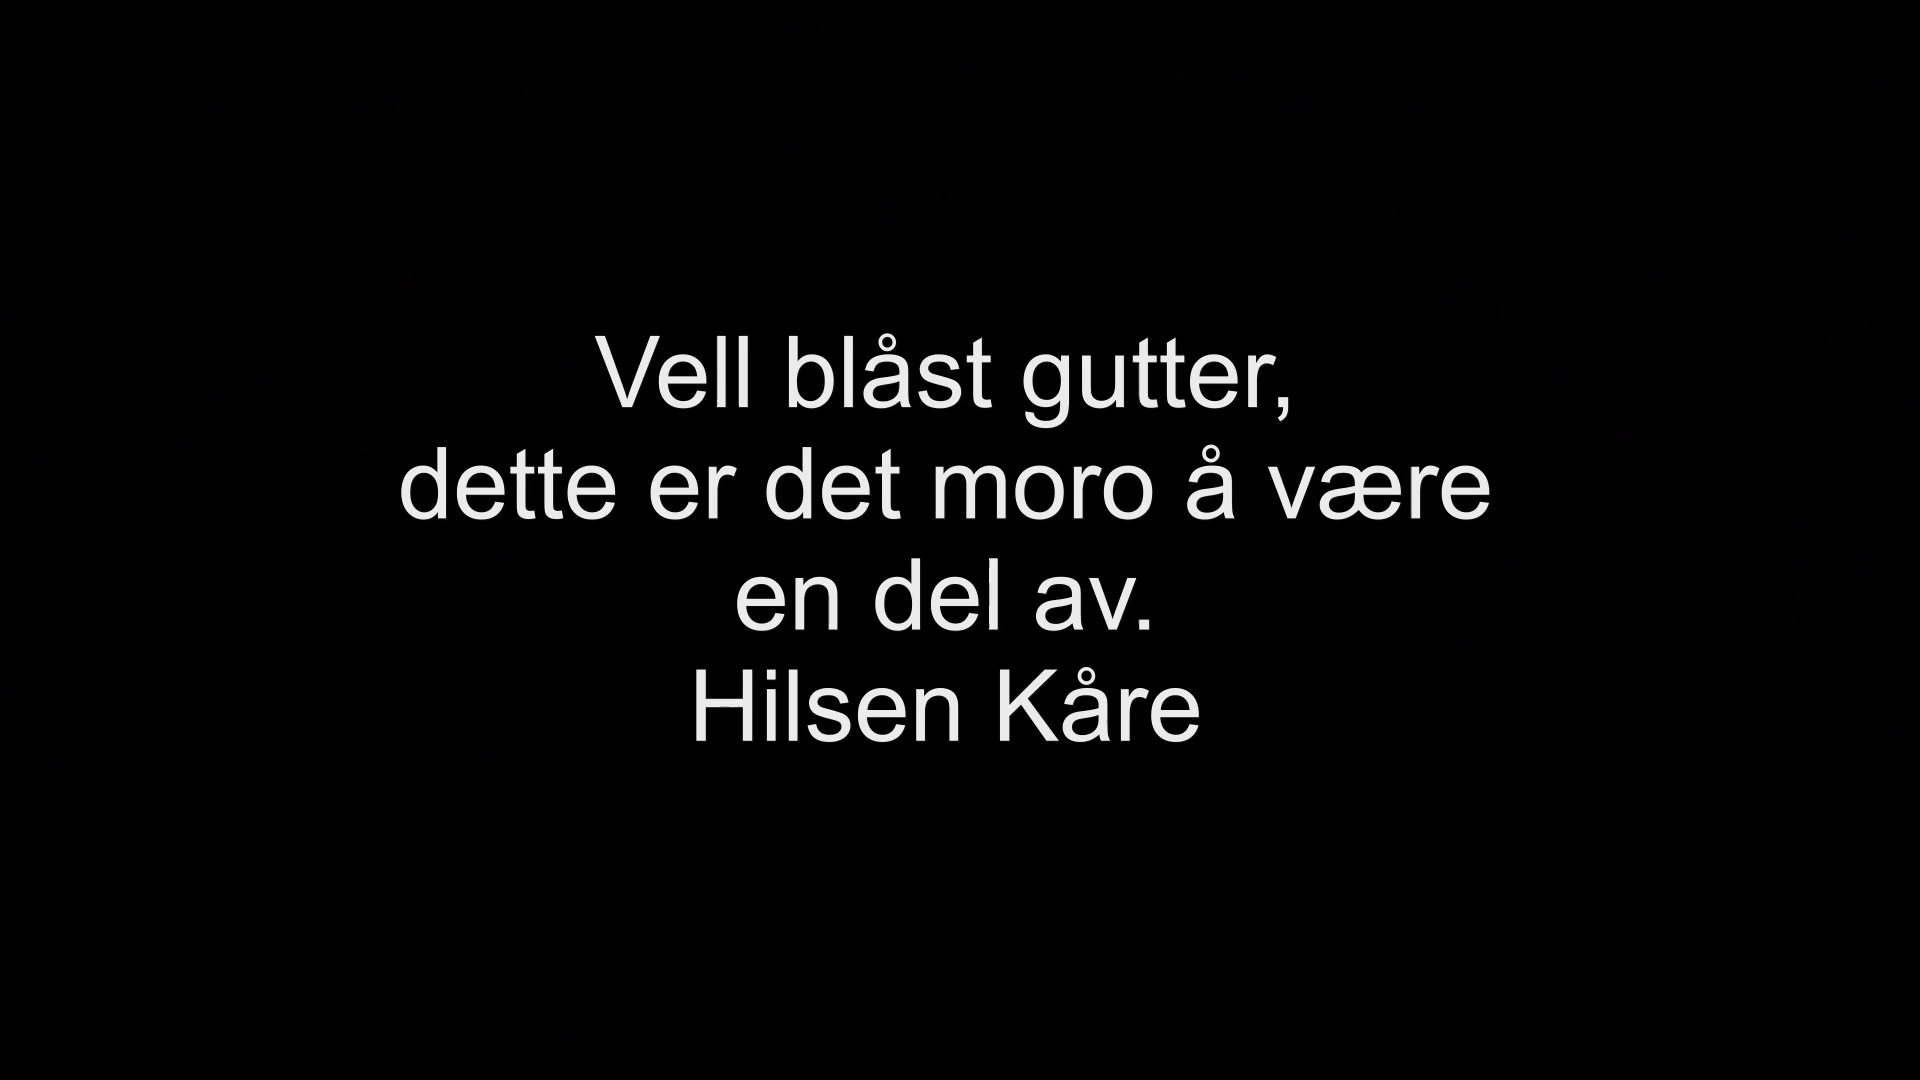 Vell blåst gutter,
dette er det moro å være
en del av.
Hilsen Kåre